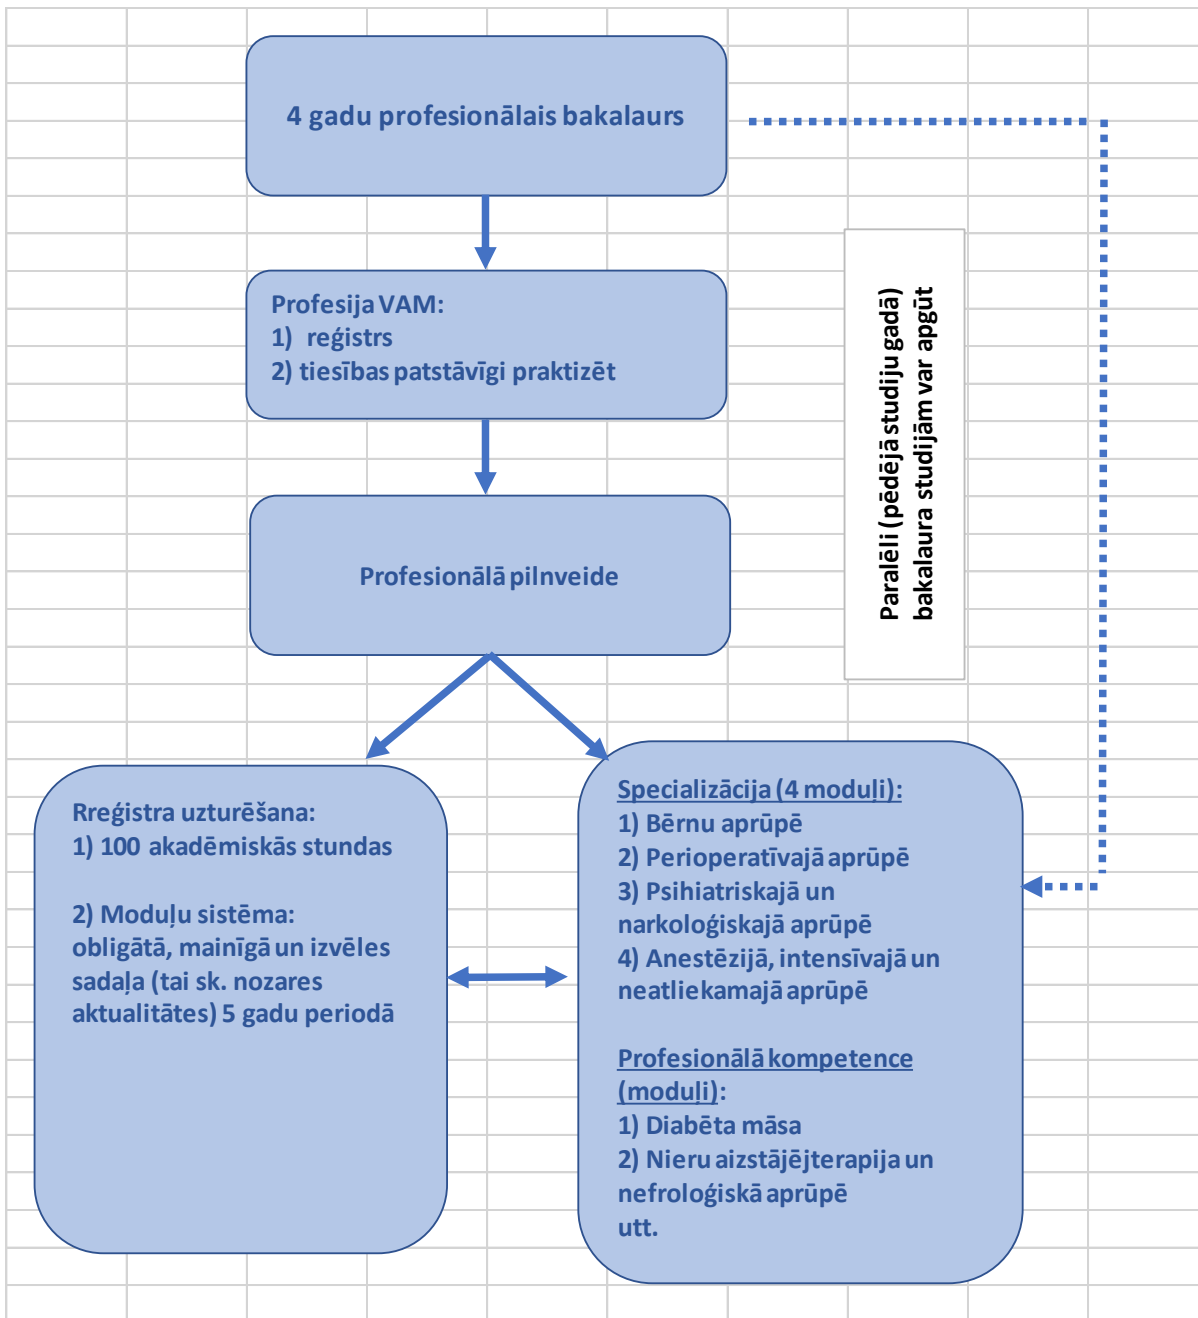 4 gadu profesionālais bakalaurs
Profesija VAM:
1) reģistrs
2) tiesības patstāvīgi praktizēt
Paralēli (pēdējā studiju gadā)
bakalaura studijām var apgūt
Profesionālā pilnveide
Rreģistra uzturēšana:
1) 100 akadēmiskās stundas
2) Moduļu sistēma:
obligātā, mainīgā un izvēles
sadaļa (tai sk. nozares
aktualitātes) 5 gadu periodā
Specializācija (4 moduļi):
1) Bērnu aprūpē
2) Perioperatīvajā aprūpē
3) Psihiatriskajā un
narkoloģiskajā aprūpē
4) Anestēzijā, intensīvajā un
neatliekamajā aprūpē
Profesionālā kompetence
(moduļi):
1) Diabēta māsa
2) Nieru aizstājējterapija un
nefroloģiskā aprūpē
utt.